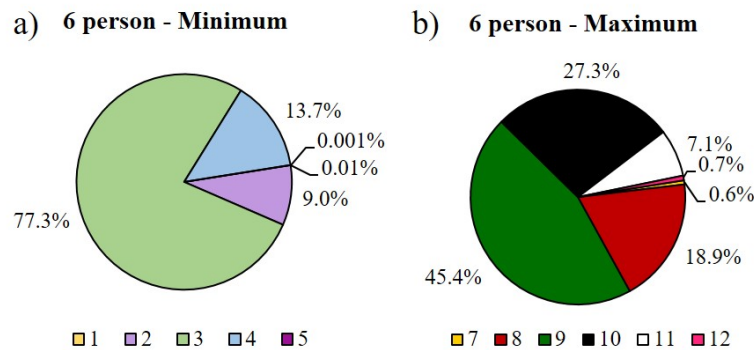 a) 6 person - Minimum
13.7%
0.001%
0.01%
9.0%
77.3%
1 2 3 4 5
b) 6 person - Maximum
27.3%
7.1%
0.7%
0.6%
18.9%
45.4%
7 8 9 10 11 12